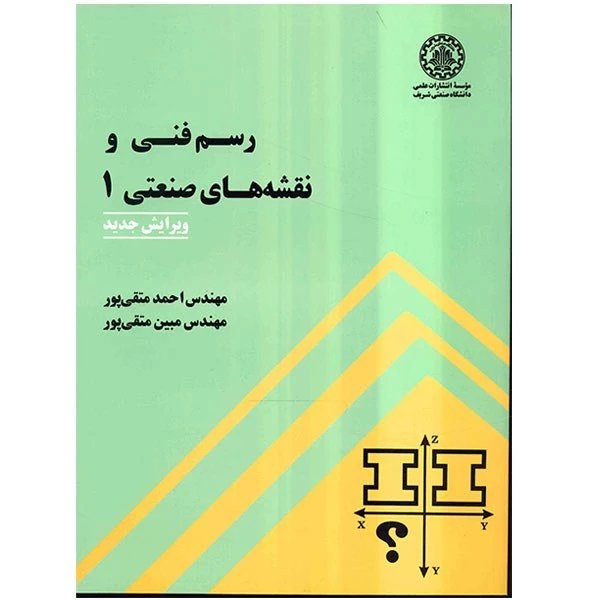 مؤسسهٔ انتشارات علمی
دانشگاه صنعتی شریف
رسم فنی و
نقشه‌های صنعتی ۱
ویرایش جدید
مهندس احمد متقی‌پور
مهندس مبین متقی‌پور
Z
X
Y
؟
Y